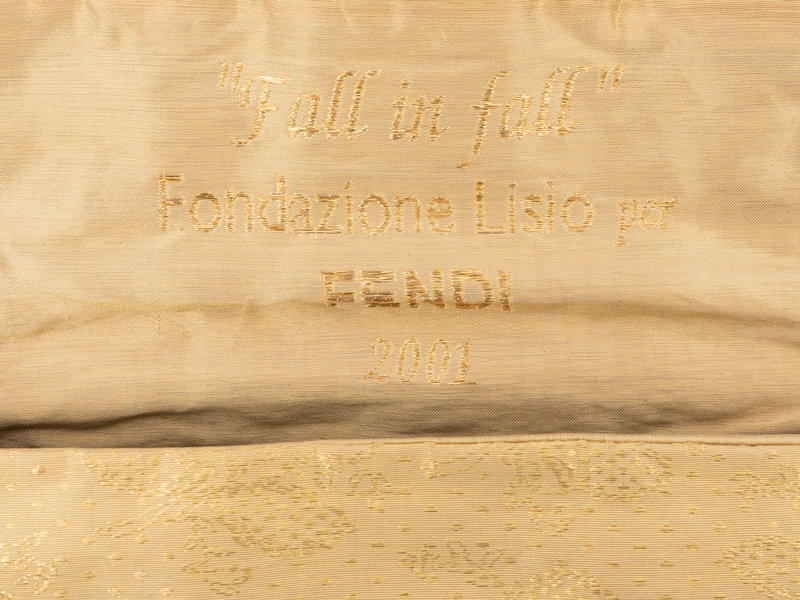 "Fall in fall"
Fondazione Lisio per
FENDI
2001